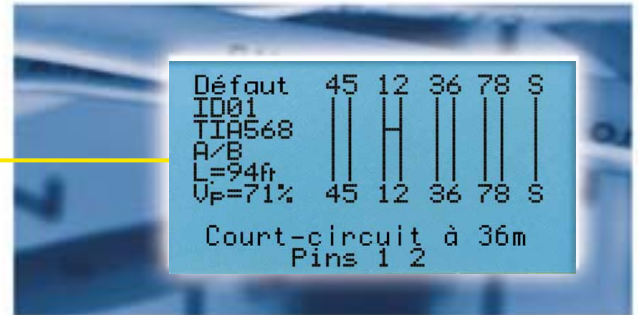 Défaut 45 12 36 78 S
ID01
TIA568
A/B
L=94fr
Vp=71% 45 12 36 78 S
Court-circuit à 36m
Pins 1 2